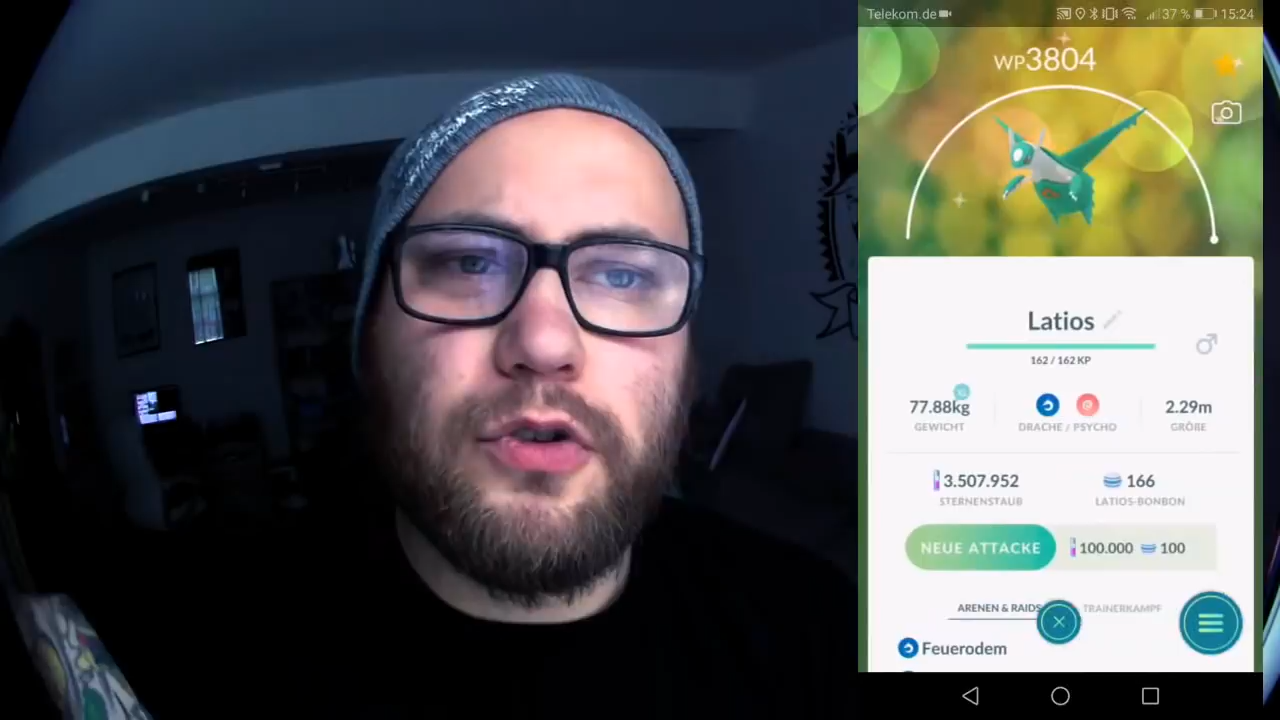 Telekom.de 37 % 15:24
WP3804
Latios
162 / 162 KP
77.88kg
GEWICHT
DRACHE / PSYCHO
2.29m
GRÖßE
3.507.952
STERNENSTAUB
166
LATIOS-BONBON
NEUE ATTACKE 100.000 100
ARENEN & RAIDS TRAINERKAMPF
Feuerodem